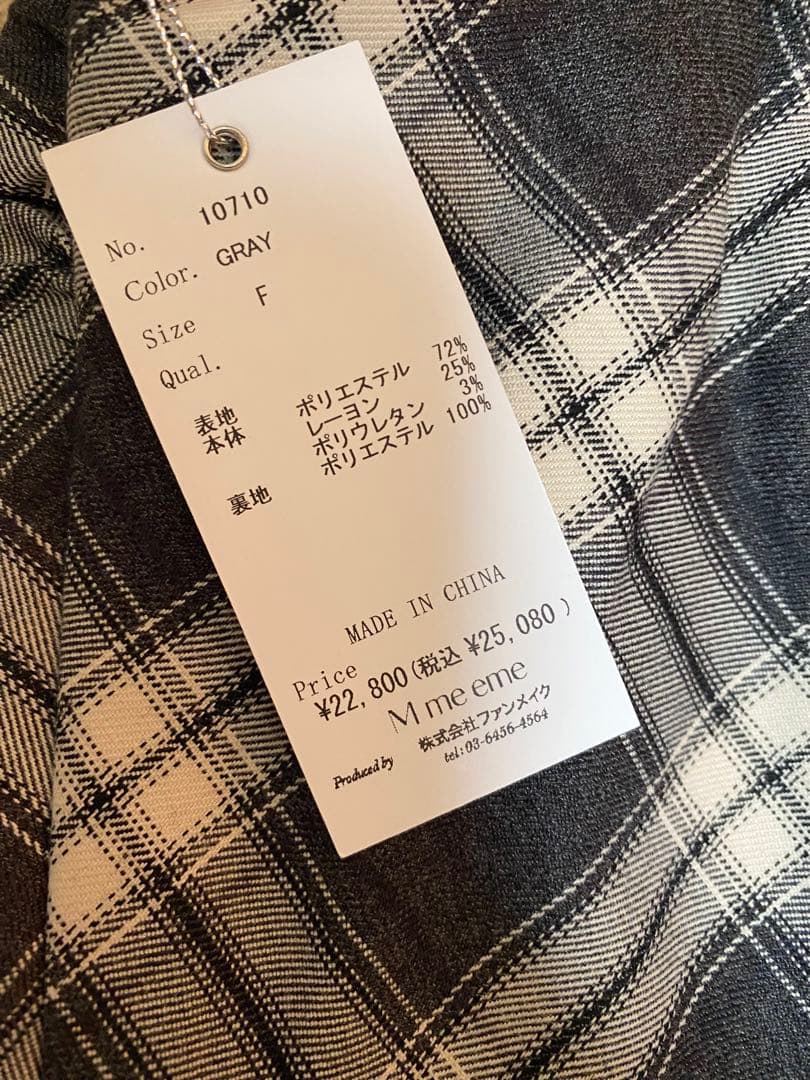 No. 10710
Color. GRAY
Size F
Qual.
表地 ポリエステル 72%
本体 レーヨン 25%
ポリウレタン 3%
裏地 ポリエステル 100%
MADE IN CHINA
Price
¥22,800(税込 ¥25,080 )
M me eme
Produced by 株式会社ファンメイク
tel: 03-6456-4564